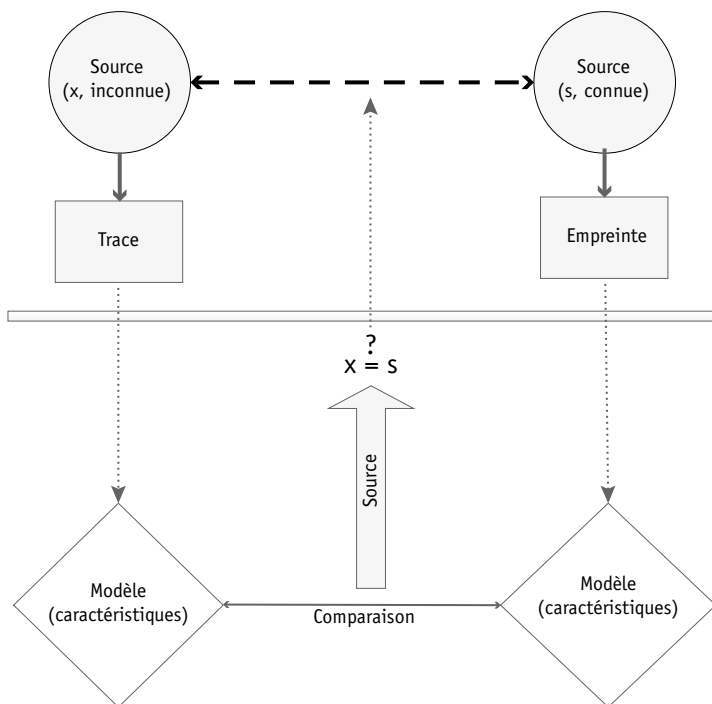 Source
(x, inconnue)
Source
(s, connue)
Trace
Empreinte
?
x = s
Source
Modèle
(caractéristiques)
Modèle
(caractéristiques)
Comparaison